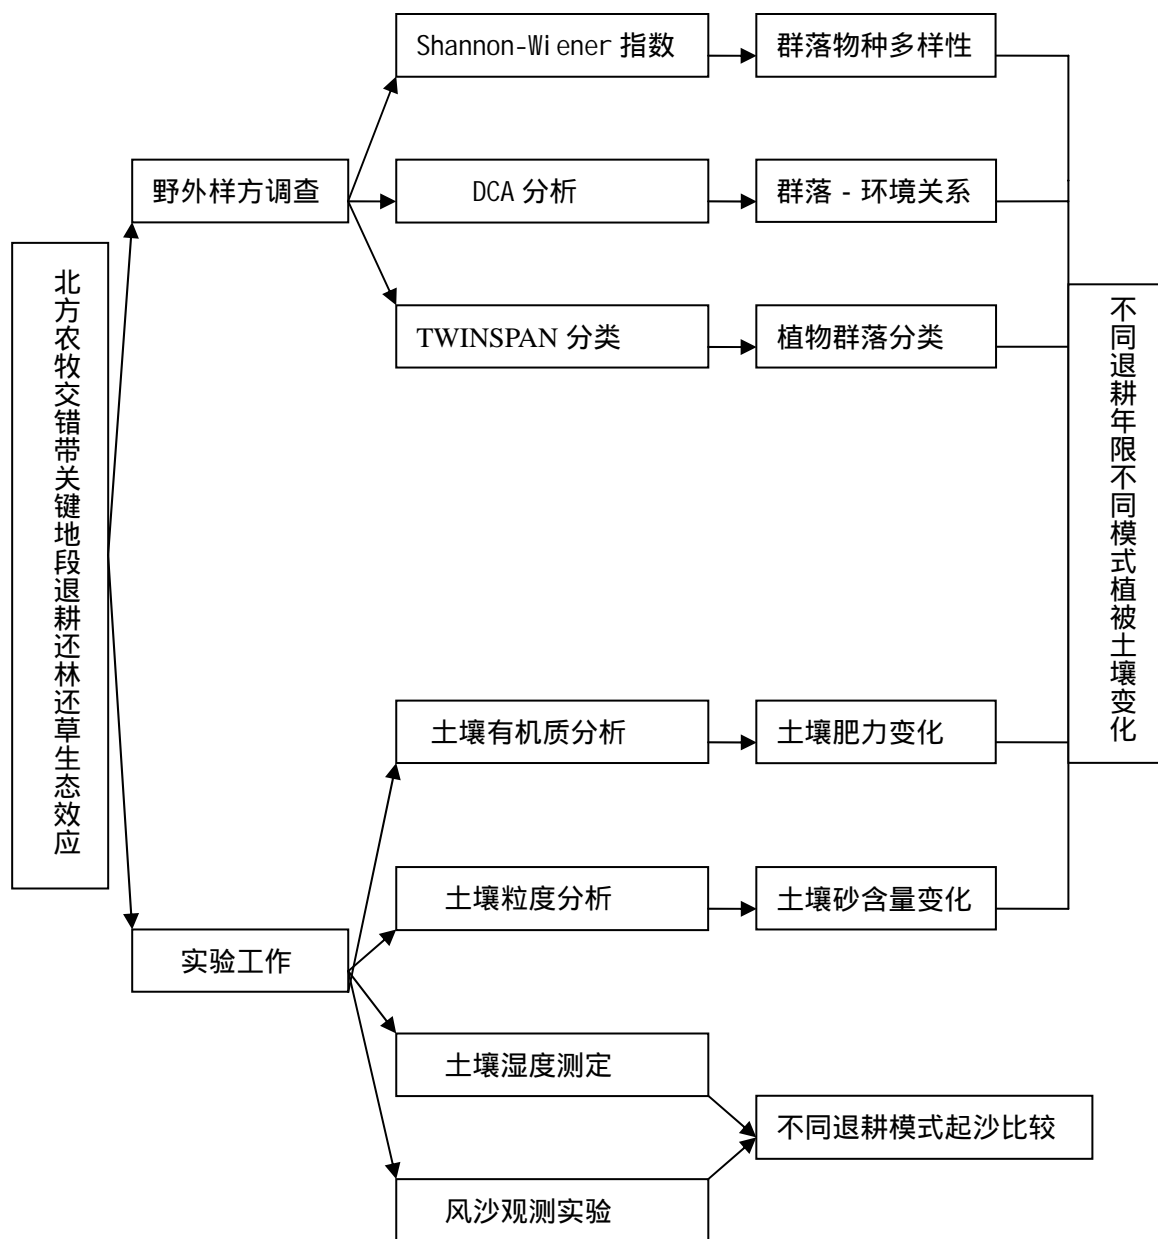 Shannon-Wiener 指数
群落物种多样性
野外样方调查
DCA 分析
群落 - 环境关系
北方农牧交错带关键地段退耕还林还草生态效应
TWINSPAN 分类
植物群落分类
不同退耕年限不同模式植被土壤变化
土壤有机质分析
土壤肥力变化
土壤粒度分析
土壤砂含量变化
实验工作
土壤湿度测定
不同退耕模式起沙比较
风沙观测实验